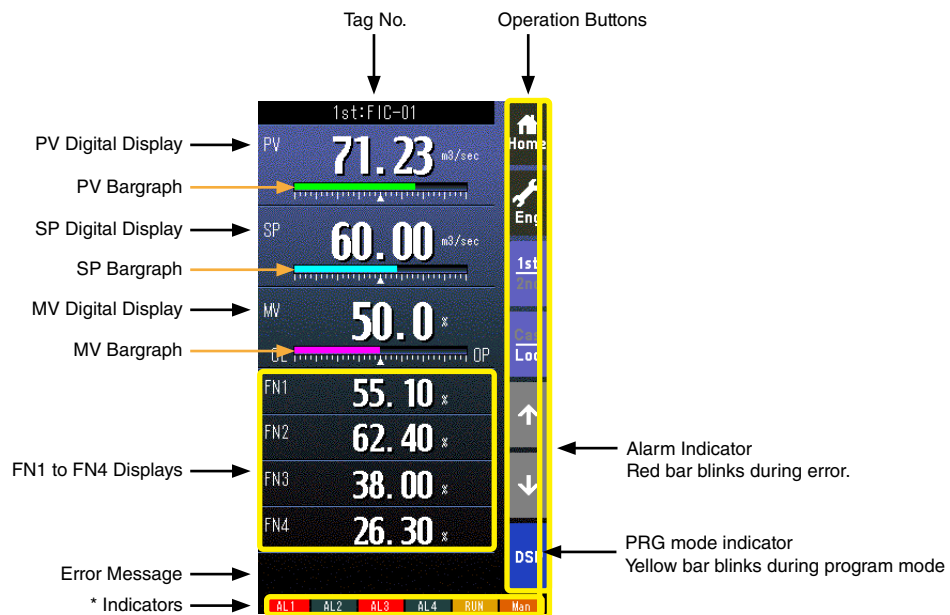 Tag No.
Operation Buttons
1st:FIC-01
Home
PV Digital Display
PV
71.23 m3/sec
PV Bargraph
Eng
SP Digital Display
SP
60.00 m3/sec
1st
2nd
SP Bargraph
MV Digital Display
MV
50.0 %
Cas
Loc
MV Bargraph
CL
OP
FN1
55.10 %
FN2
62.40 %
FN1 to FN4 Displays
FN3
38.00 %
FN4
26.30 %
Alarm Indicator
Red bar blinks during error.
DSP
PRG mode indicator
Yellow bar blinks during program mode
Error Message
* Indicators
AL1 AL2 AL3 AL4 RUN Man